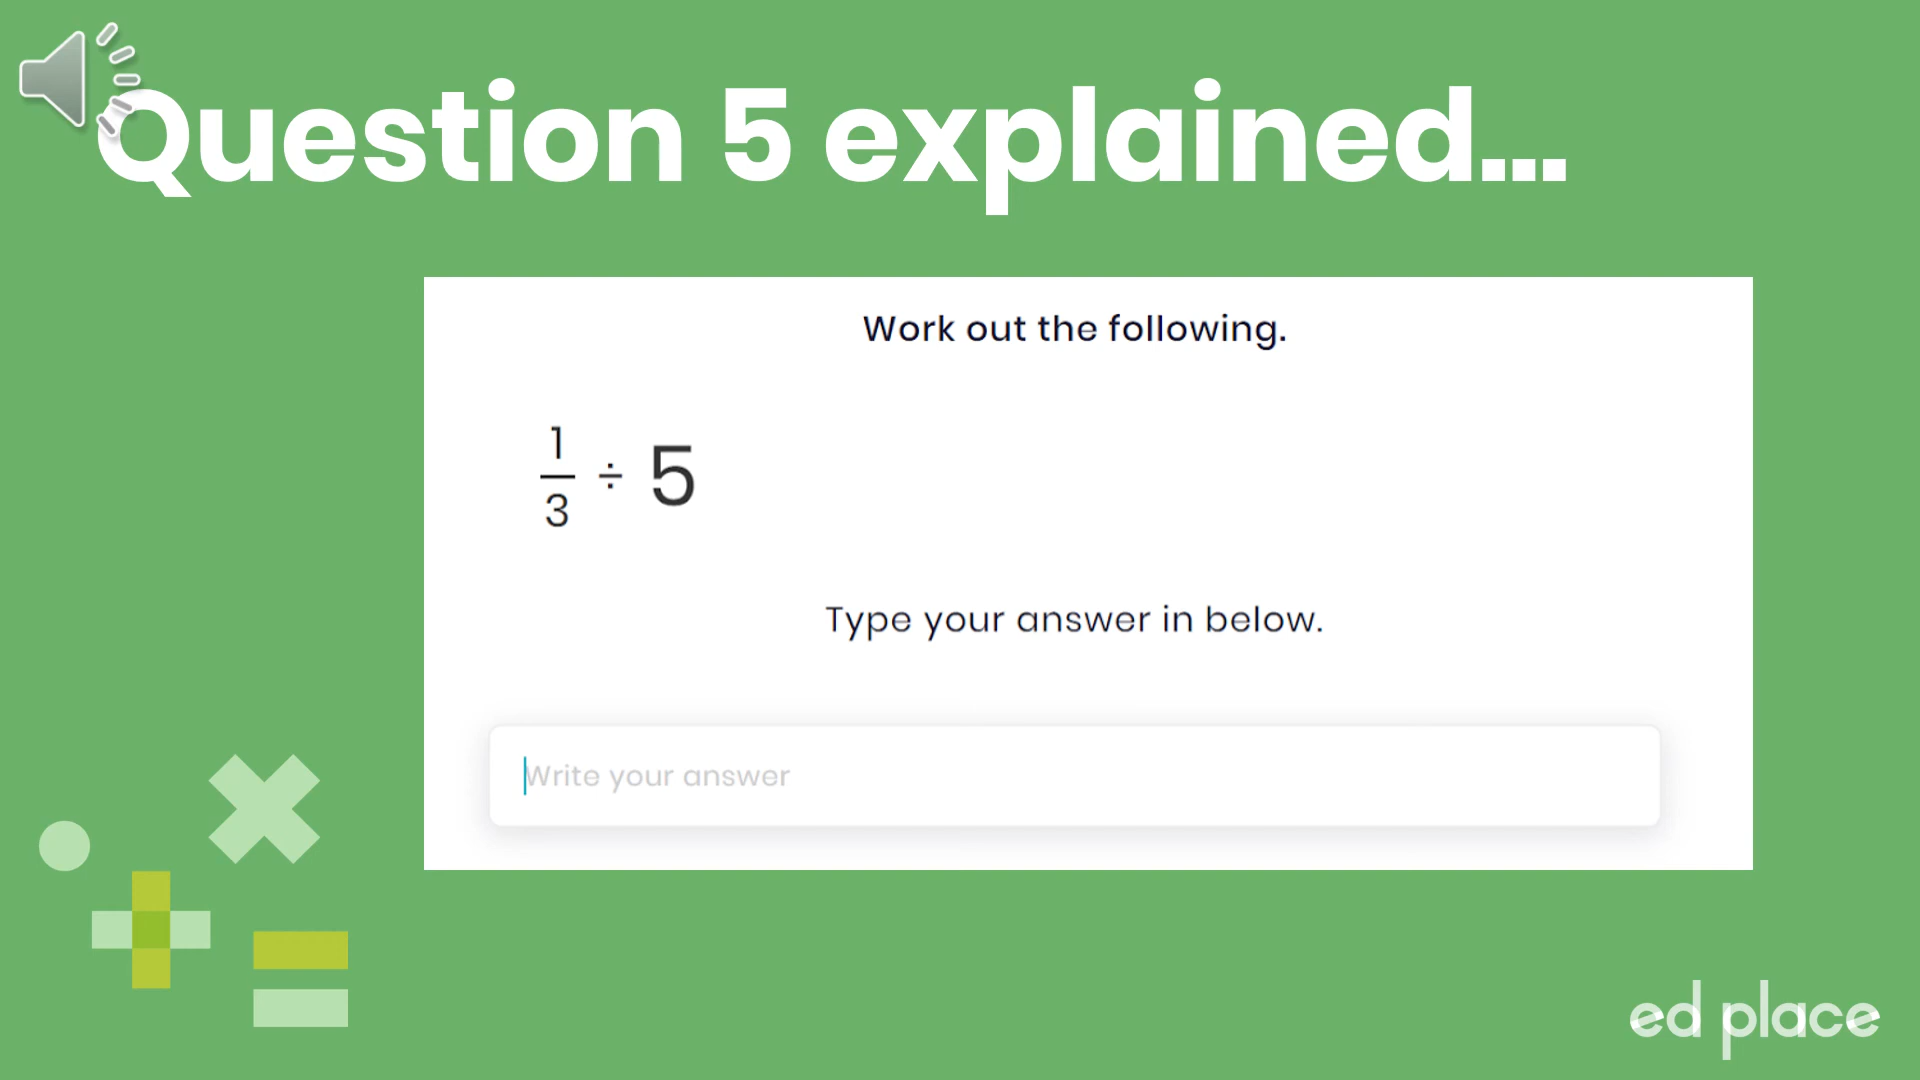 Question 5 explained...
Work out the following.
1/3 ÷ 5
Type your answer in below.
Write your answer
ed place